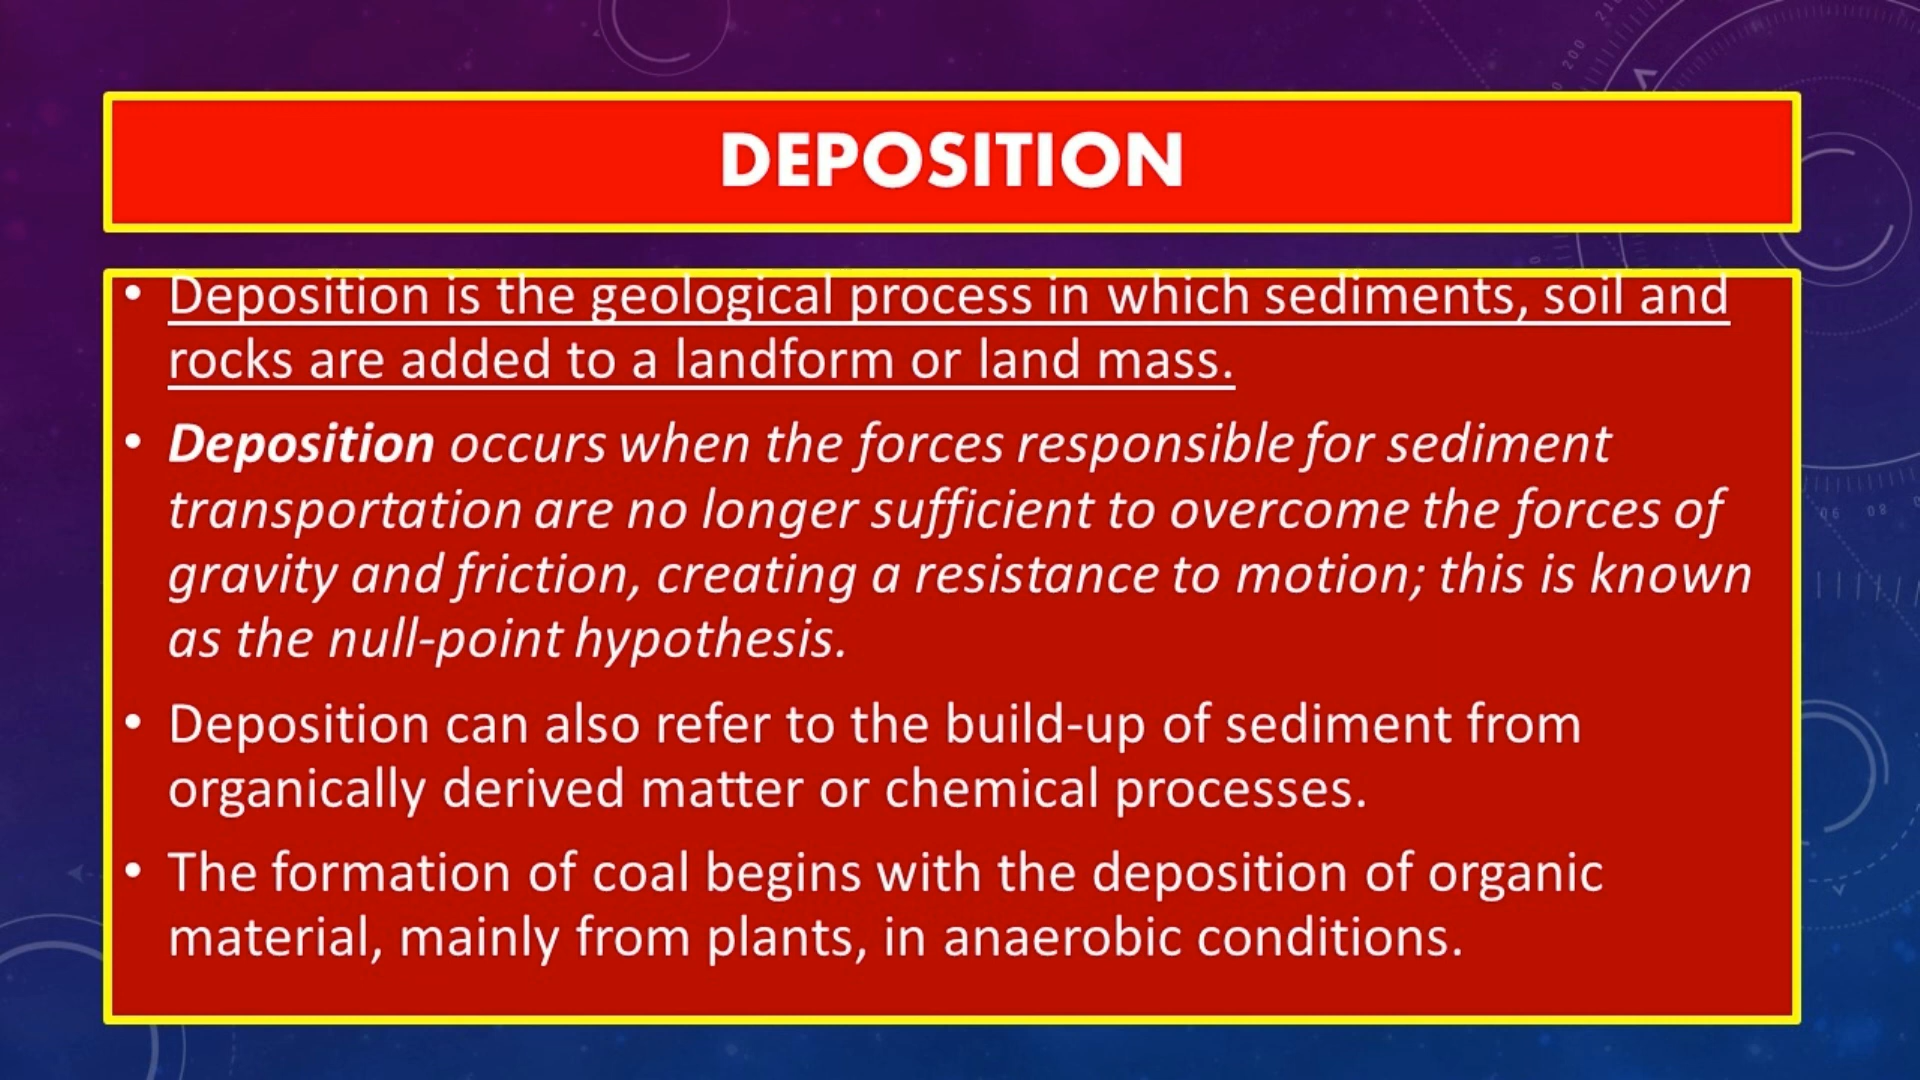 DEPOSITION
• Deposition is the geological process in which sediments, soil and
rocks are added to a landform or land mass.
• Deposition occurs when the forces responsible for sediment
transportation are no longer sufficient to overcome the forces of
gravity and friction, creating a resistance to motion; this is known
as the null-point hypothesis.
• Deposition can also refer to the build-up of sediment from
organically derived matter or chemical processes.
• The formation of coal begins with the deposition of organic
material, mainly from plants, in anaerobic conditions.